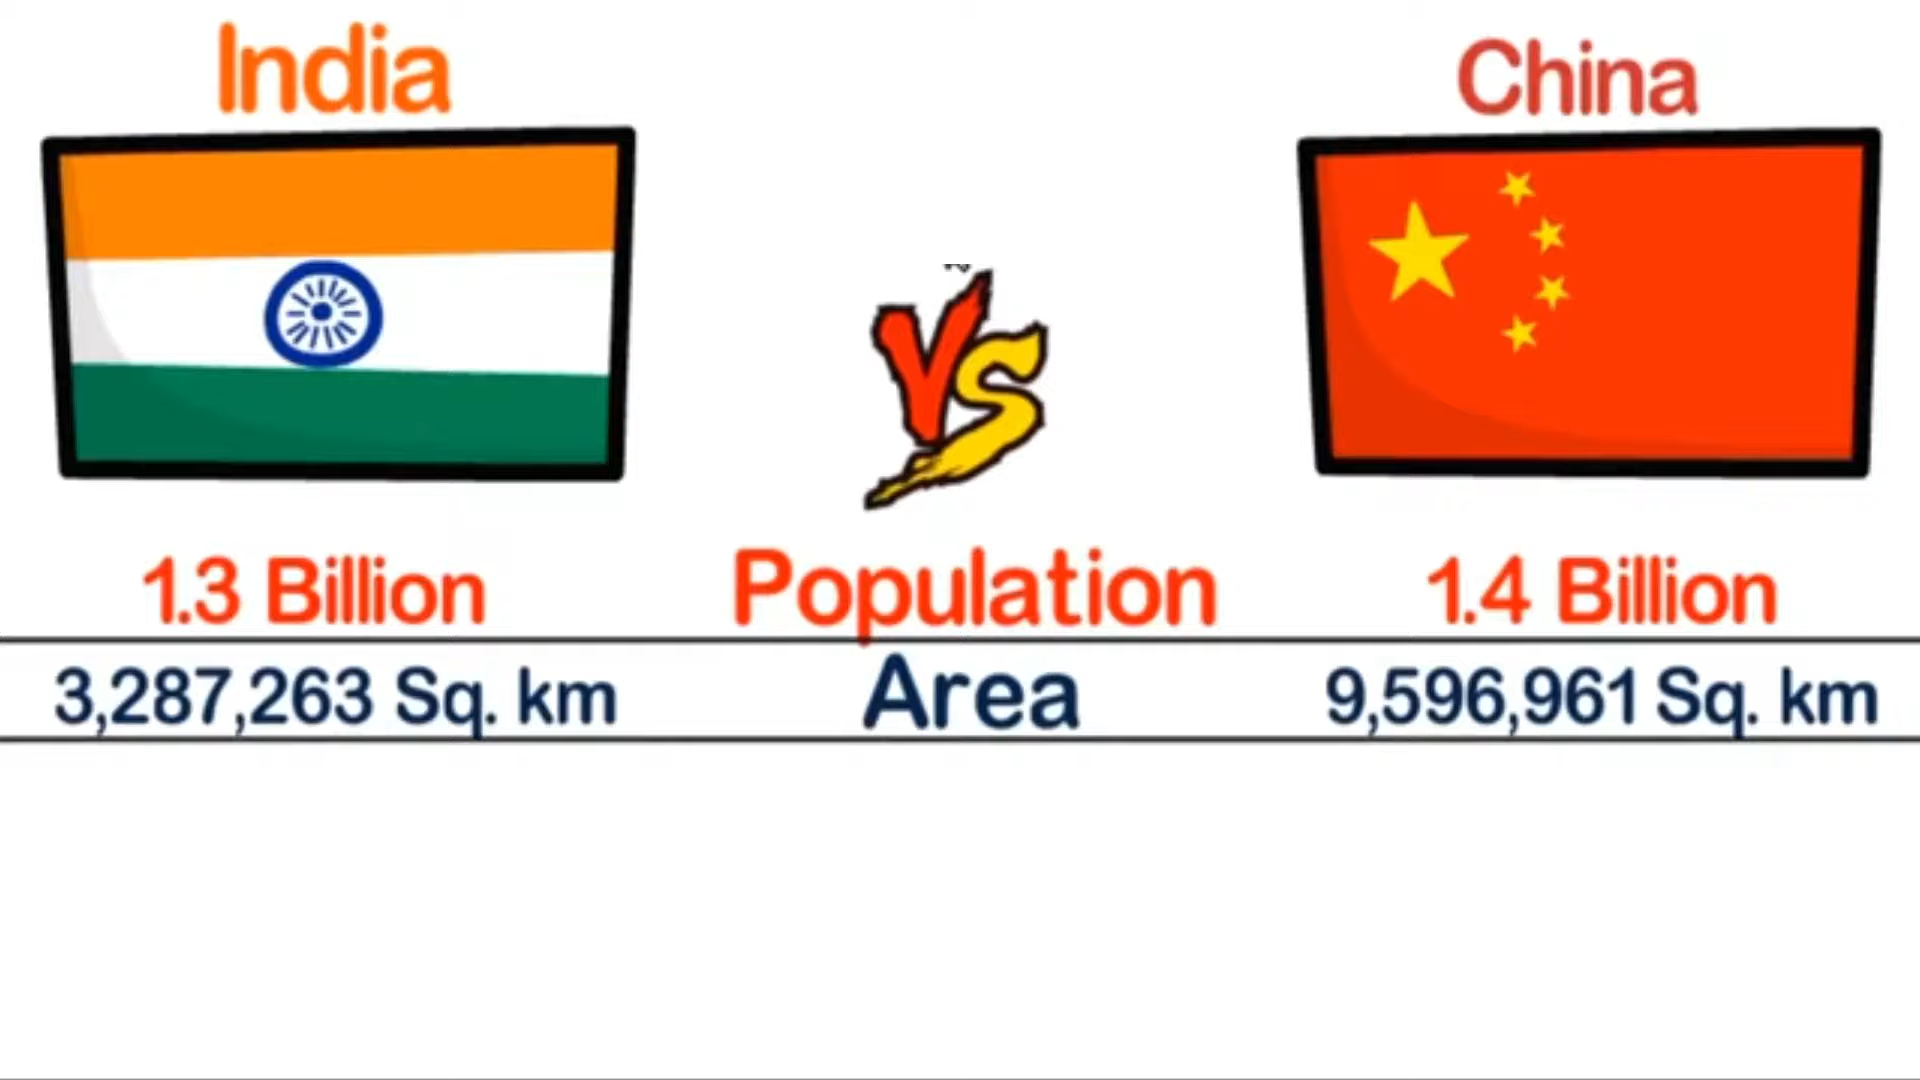 India
China
VS
1.3 Billion Population 1.4 Billion
3,287,263 Sq. km Area 9,596,961 Sq. km